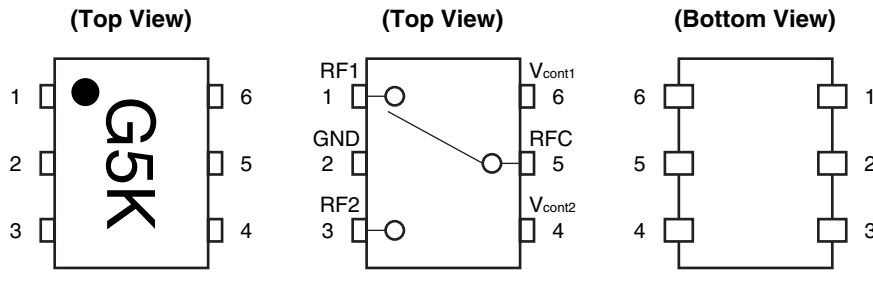 (Top View)
1
2
3
G5K
6
5
4
(Top View)
RF1
1
GND
2
RF2
3
Vcont1
6
RFC
5
Vcont2
4
(Bottom View)
6
5
4
1
2
3